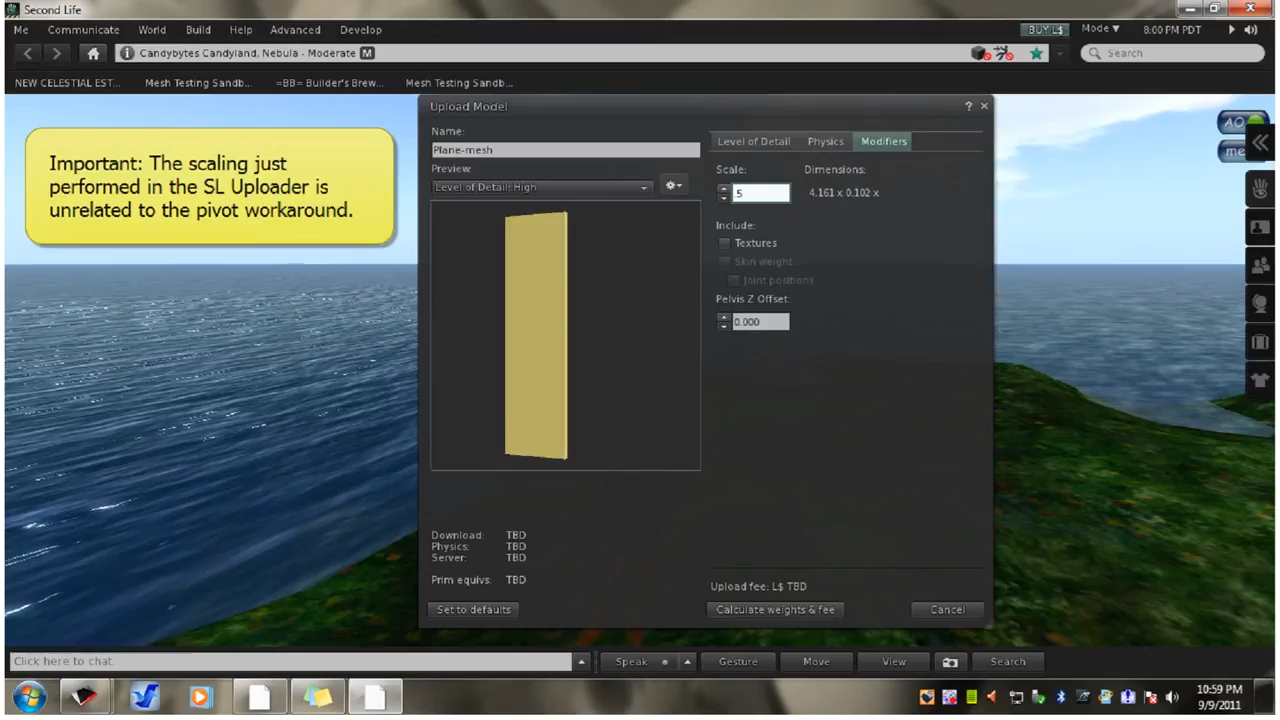 Second Life
Me Communicate World Build Help Advanced Develop
BUY L$ Mode 8:00 PM PDT
Candybytes Candyland, Nebula - Moderate M
Search
NEW CELESTIAL EST... Mesh Testing Sandb... =BB= Builder's Brew... Mesh Testing Sandb...
Important: The scaling just
performed in the SL Uploader is
unrelated to the pivot workaround.
Upload Model
?
Name:
Plane-mesh
Preview:
Level of Detail: High
Level of Detail Physics Modifiers
Scale: Dimensions:
.5 4.161 x 0.102 x
Include:
Textures
Skin weight
Joint positions
Pelvis Z Offset:
0.000
AO
me
Download: TBD
Physics: TBD
Server: TBD
Prim equivs: TBD
Upload fee: L$ TBD
Set to defaults
Calculate weights & fee
Cancel
Click here to chat.
Speak Gesture Move View Search
10:59 PM
9/9/2011